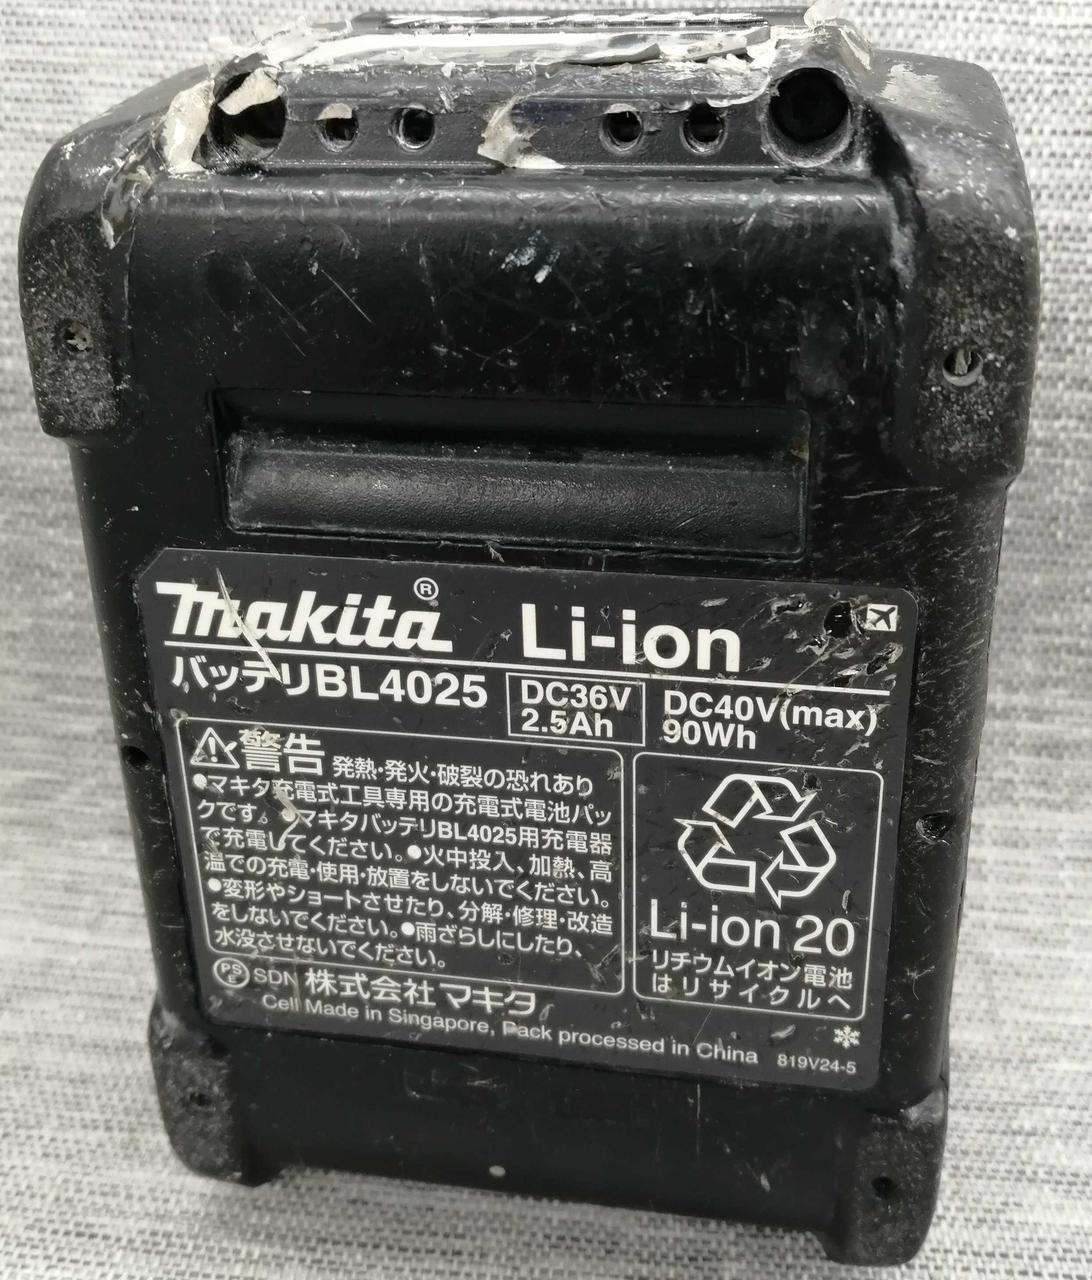 makita®
Li-ion
バッテリBL4025
DC36V
2.5Ah
DC40V(max)
90Wh
警告 発熱・発火・破裂の恐れあり
●マキタ充電式工具専用の充電式電池パッ
クです。●マキタバッテリBL4025用充電器
で充電してください。●火中投入、加熱、高
温での充電・使用・放置をしないでください。
●変形やショートさせたり、分解・修理・改造
をしないでください。●雨ざらしにしたり、
水没させないでください。
Li-ion 20
リチウムイオン電池
はリサイクルへ
PSE SDN 株式会社 マキタ
Cell Made in Singapore, Pack processed in China
819V24-5